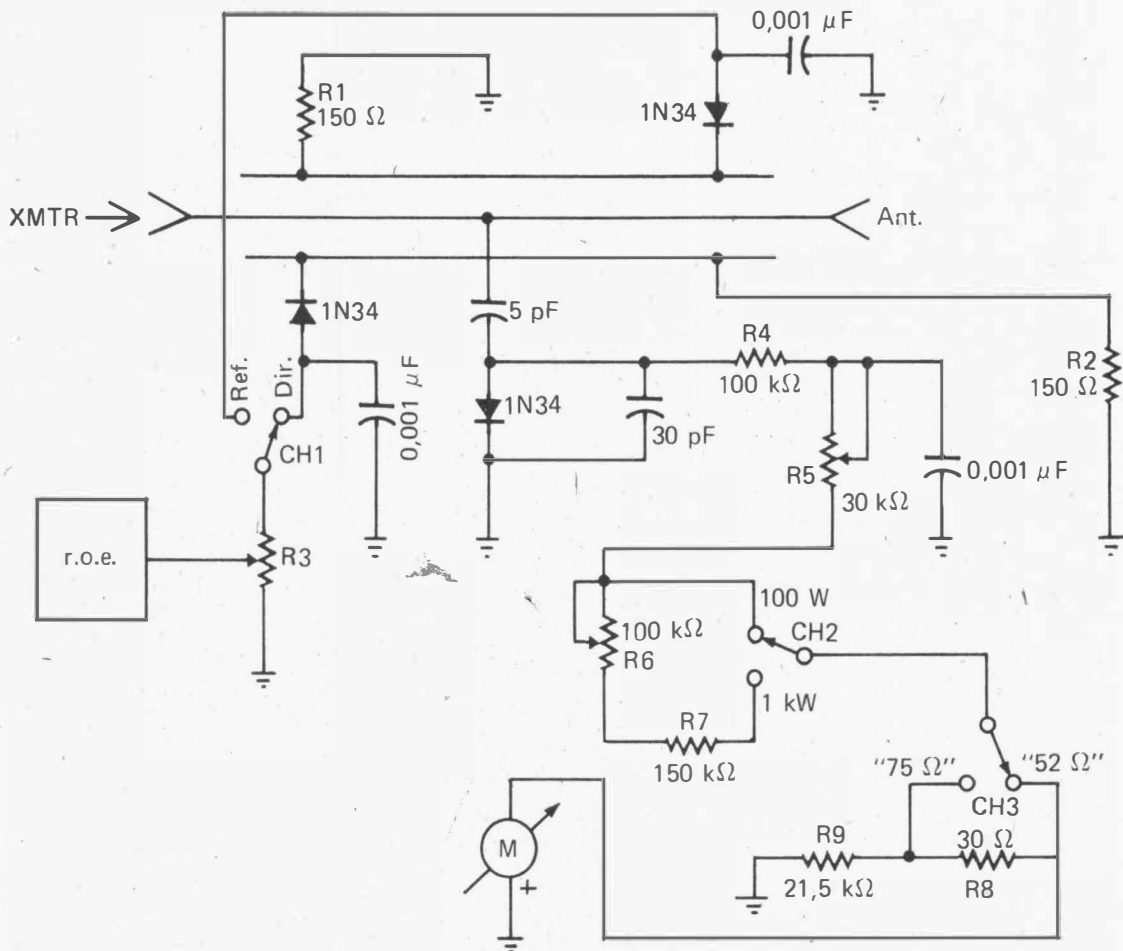 0,001 µF
R1
150 Ω
1N34
XMTR
Ant.
1N34
5 pF
R4
100 kΩ
R2
150 Ω
Ref.
Dir.
0,001 µF
1N34
30 pF
CH1
R5
30 kΩ
0,001 µF
r.o.e.
R3
100 W
100 kΩ
R6
CH2
1 kW
R7
150 kΩ
"75 Ω"
"52 Ω"
CH3
M
+
R9
21,5 kΩ
30 Ω
R8